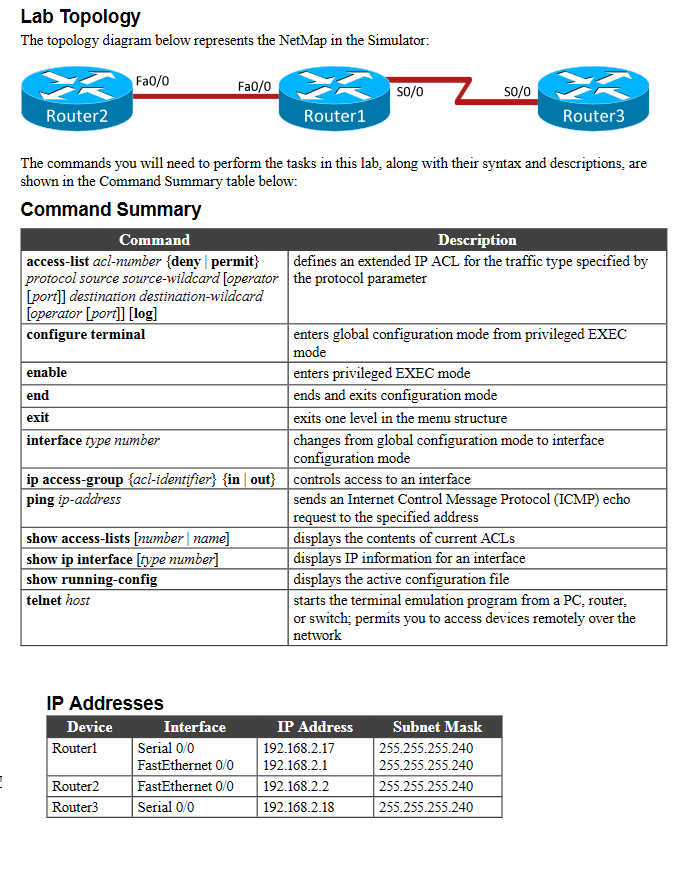 Lab Topology
The topology diagram below represents the NetMap in the Simulator:
Fa0/0
Fa0/0
S0/0
S0/0
Router2
Router1
Router3
The commands you will need to perform the tasks in this lab, along with their syntax and descriptions, are
shown in the Command Summary table below:
Command Summary
Command Description
access-list acl-number {deny | permit}
protocol source source-wildcard [operator
[port]] destination destination-wildcard
[operator [port]] [log]
defines an extended IP ACL for the traffic type specified by
the protocol parameter
configure terminal
enters global configuration mode from privileged EXEC
mode
enable
enters privileged EXEC mode
end
ends and exits configuration mode
exit
exits one level in the menu structure
interface type number
changes from global configuration mode to interface
configuration mode
ip access-group {acl-identifier} {in | out}
controls access to an interface
ping ip-address
sends an Internet Control Message Protocol (ICMP) echo
request to the specified address
show access-lists [number | name]
displays the contents of current ACLs
show ip interface [type number]
displays IP information for an interface
show running-config
displays the active configuration file
telnet host
starts the terminal emulation program from a PC, router,
or switch; permits you to access devices remotely over the
network
IP Addresses
Device Interface IP Address Subnet Mask
Router1 Serial 0/0 192.168.2.17 255.255.255.240
FastEthernet 0/0 192.168.2.1 255.255.255.240
Router2 FastEthernet 0/0 192.168.2.2 255.255.255.240
Router3 Serial 0/0 192.168.2.18 255.255.255.240